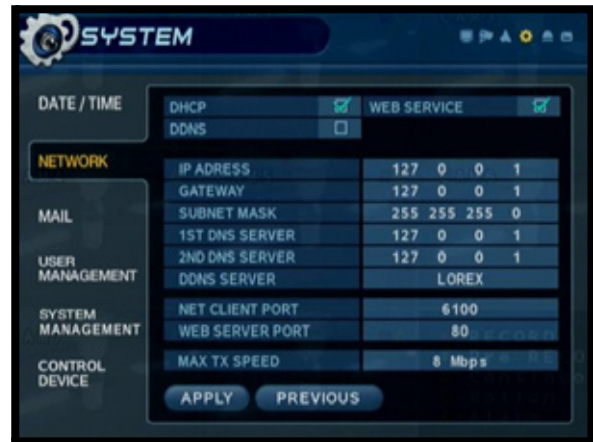 SYSTEM
DATE / TIME
NETWORK
MAIL
USER
MANAGEMENT
SYSTEM
MANAGEMENT
CONTROL
DEVICE
DHCP
WEB SERVICE
DDNS
IP ADRESS 127 0 0 1
GATEWAY 127 0 0 1
SUBNET MASK 255 255 255 0
1ST DNS SERVER 127 0 0 1
2ND DNS SERVER 127 0 0 1
DDNS SERVER LOREX
NET CLIENT PORT 6100
WEB SERVER PORT 80
MAX TX SPEED 8 Mbps
APPLY PREVIOUS